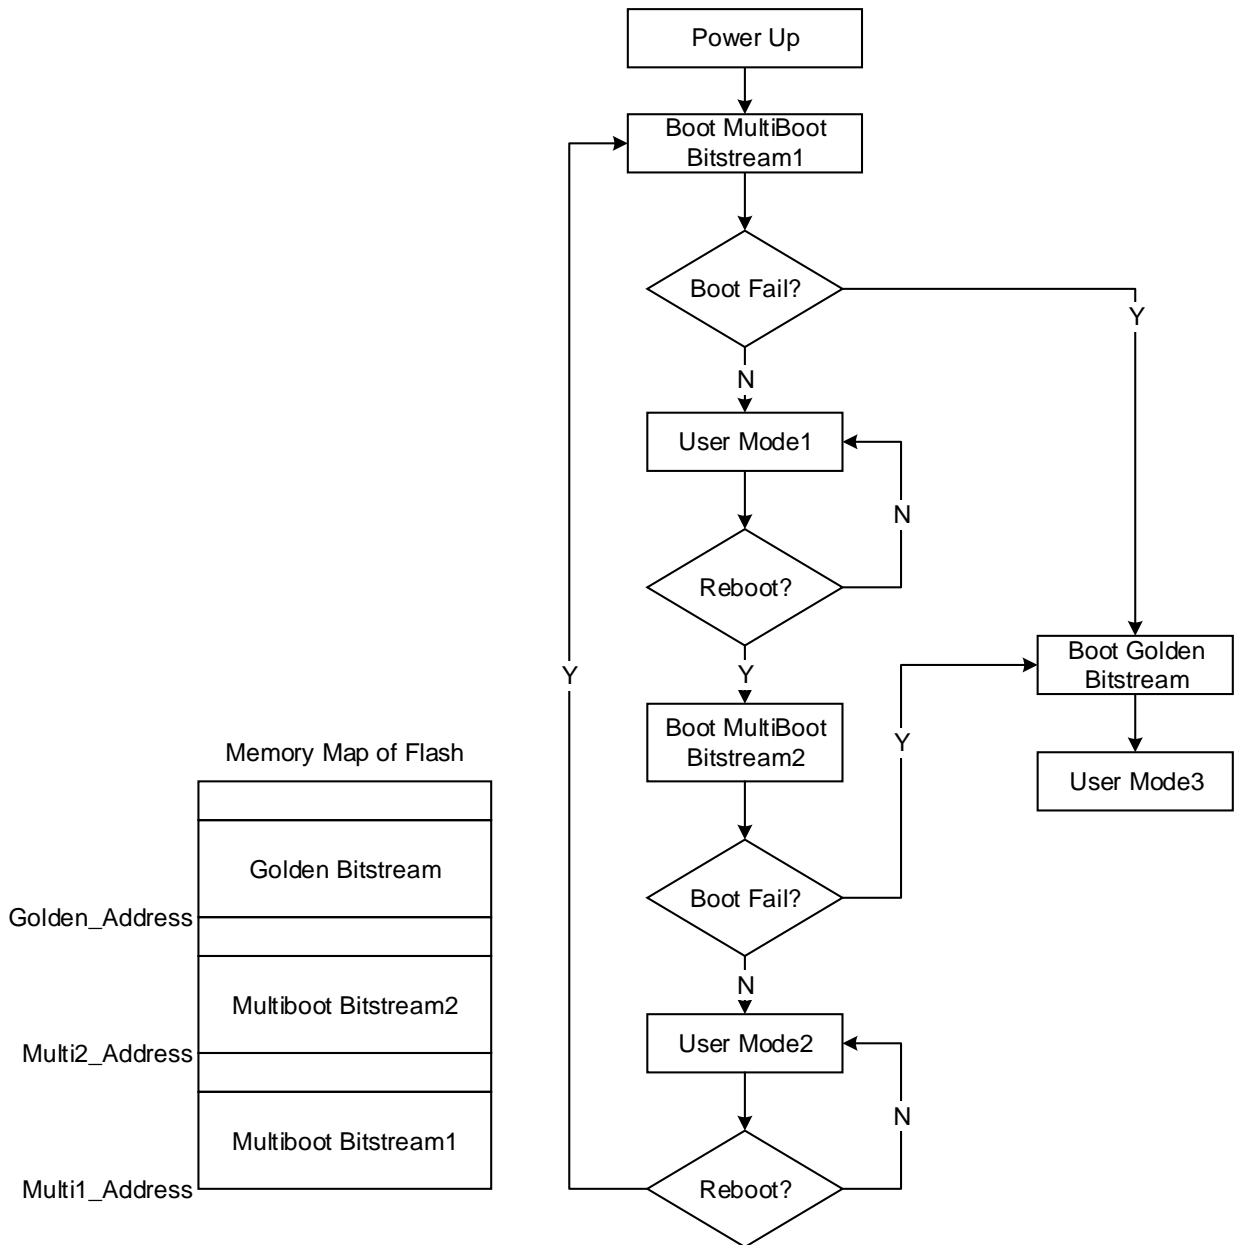 Power Up
Boot MultiBoot
Bitstream1
Boot Fail?
Y
N
User Mode1
N
Reboot?
Y
Y
Boot MultiBoot
Bitstream2
Y
Boot Golden
Bitstream
User Mode3
Boot Fail?
N
User Mode2
N
Reboot?
Memory Map of Flash
Golden Bitstream
Golden_Address
Multiboot Bitstream2
Multi2_Address
Multiboot Bitstream1
Multi1_Address